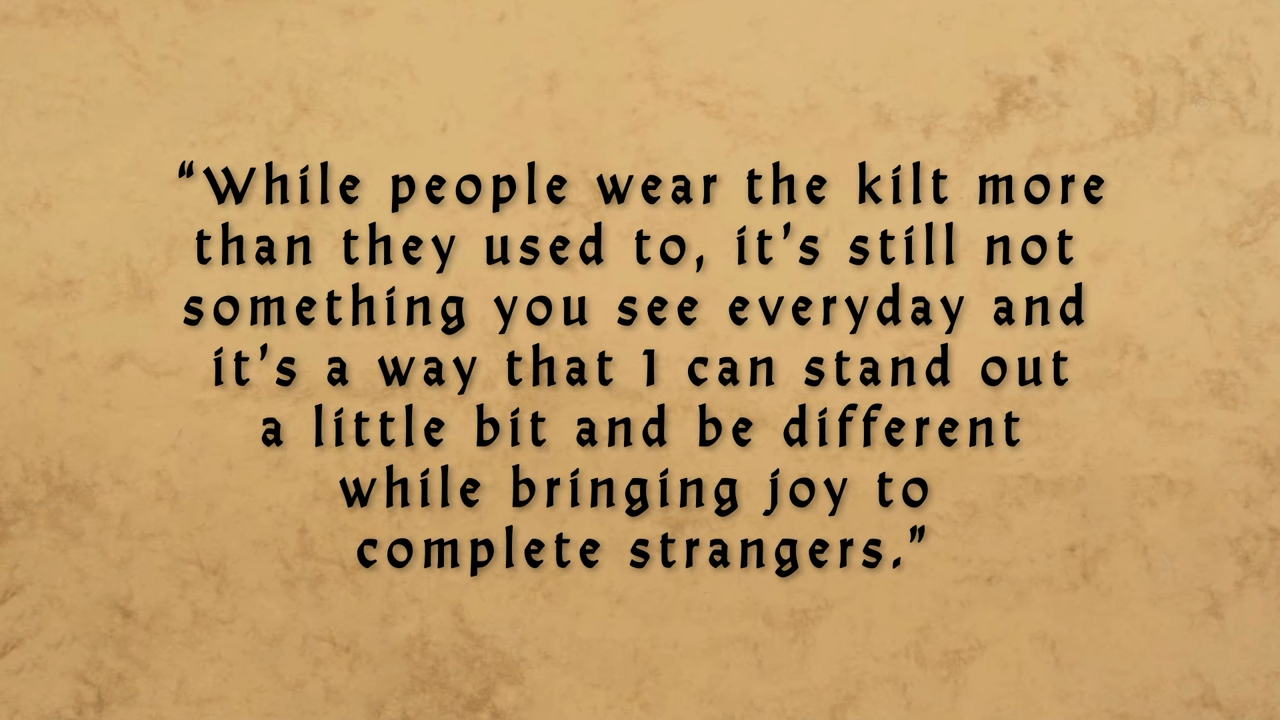 “While people wear the kilt more
than they used to, it’s still not
something you see everyday and
it’s a way that I can stand out
a little bit and be different
while bringing joy to
complete strangers.”